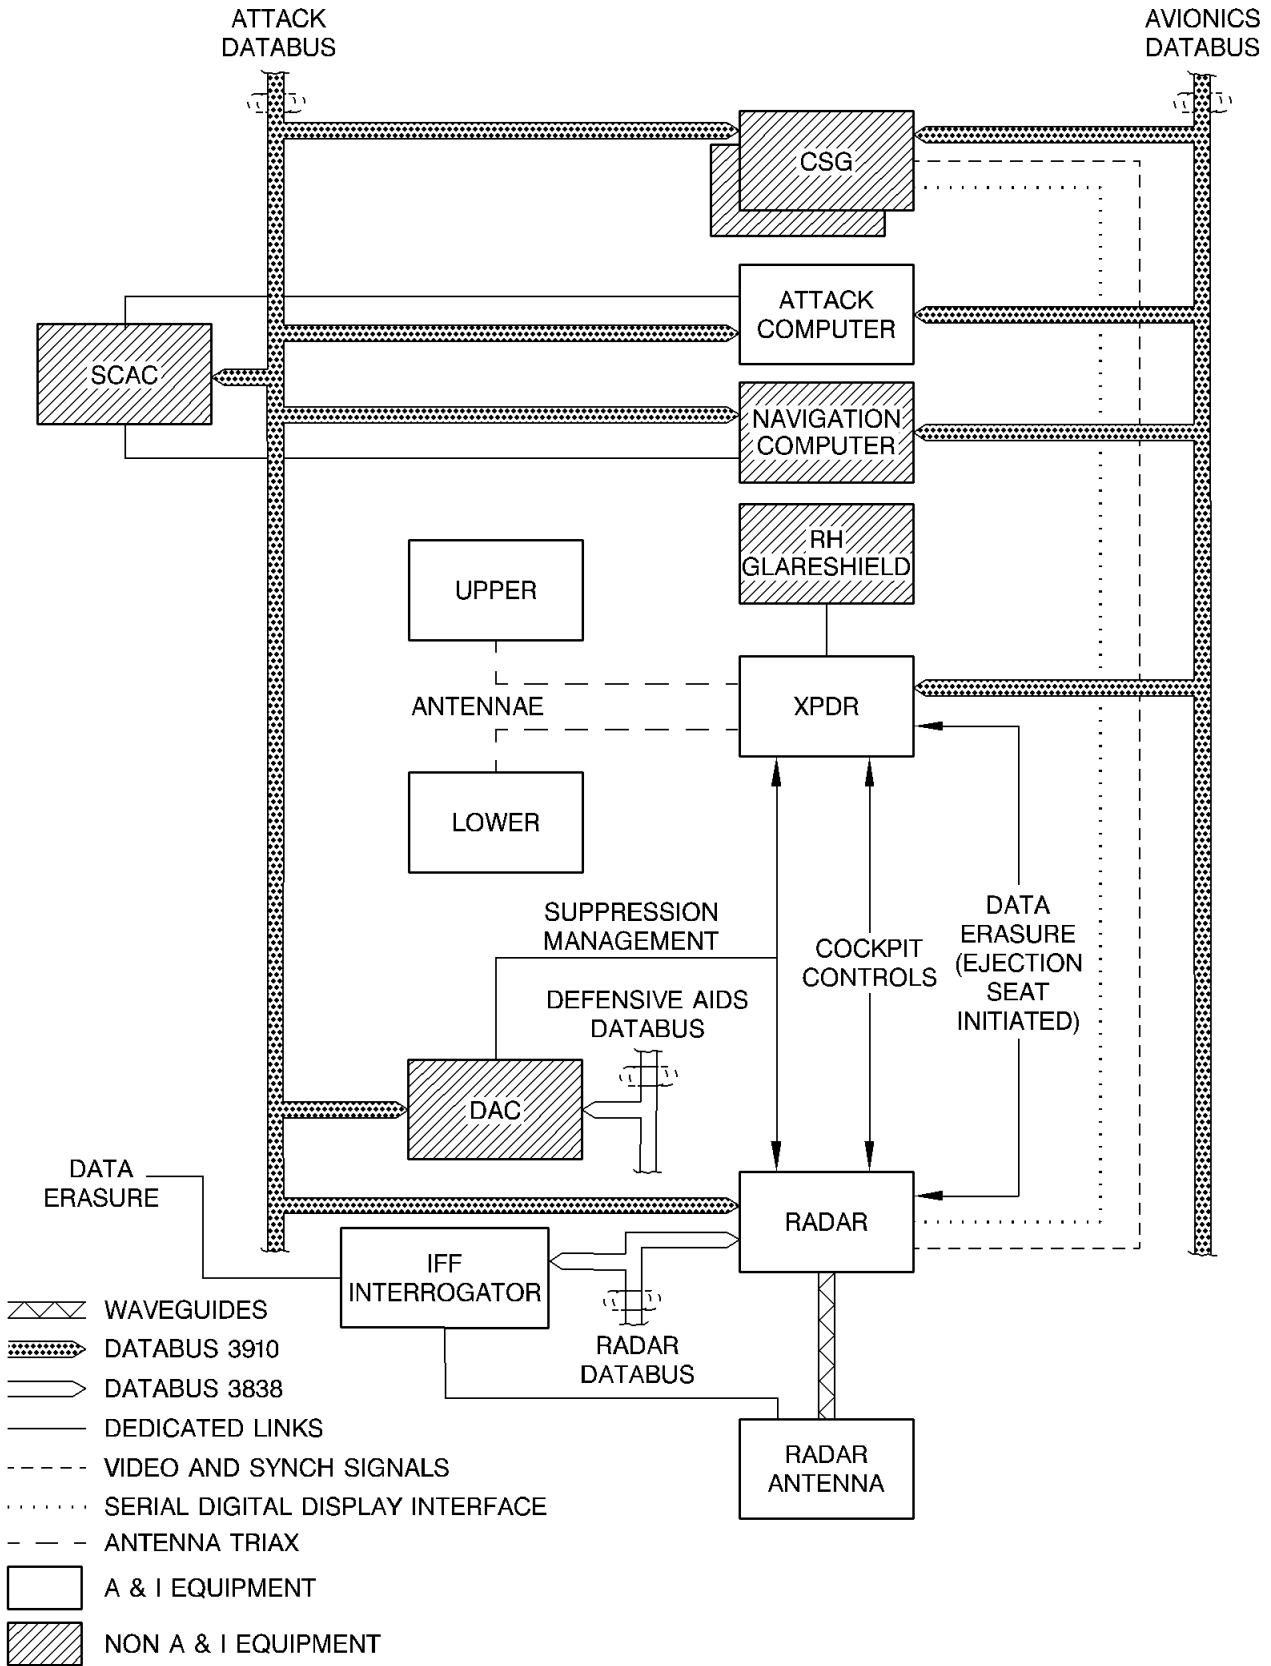 ATTACK
DATABUS
AVIONICS
DATABUS
CSG
ATTACK
COMPUTER
SCAC
NAVIGATION
COMPUTER
RH
GLARESHIELD
UPPER
ANTENNAE
XPDR
LOWER
SUPPRESSION
MANAGEMENT
COCKPIT
CONTROLS
DATA
ERASURE
(EJECTION
SEAT
INITIATED)
DEFENSIVE AIDS
DATABUS
DAC
DATA
ERASURE
RADAR
IFF
INTERROGATOR
RADAR
DATABUS
RADAR
ANTENNA
WAVEGUIDES
DATABUS 3910
DATABUS 3838
DEDICATED LINKS
VIDEO AND SYNCH SIGNALS
SERIAL DIGITAL DISPLAY INTERFACE
ANTENNA TRIAX
A & I EQUIPMENT
NON A & I EQUIPMENT